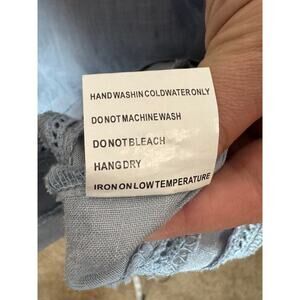 HAND WASH IN COLD WATER ONLY
DO NOT MACHINE WASH
DO NOT BLEACH
HANG DRY
IRON ON LOW TEMPERATURE